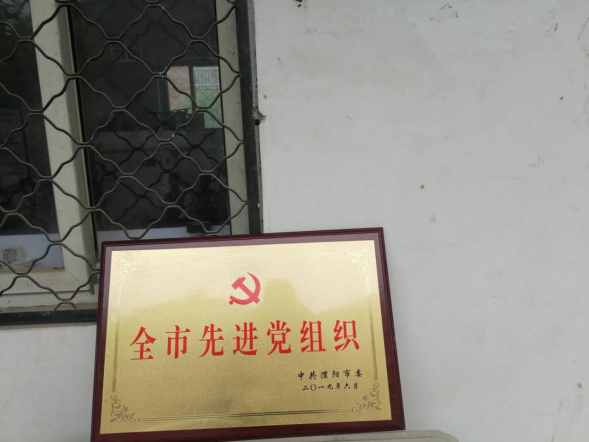 全市先进党组织
中共濮阳市委
二〇一九年六月